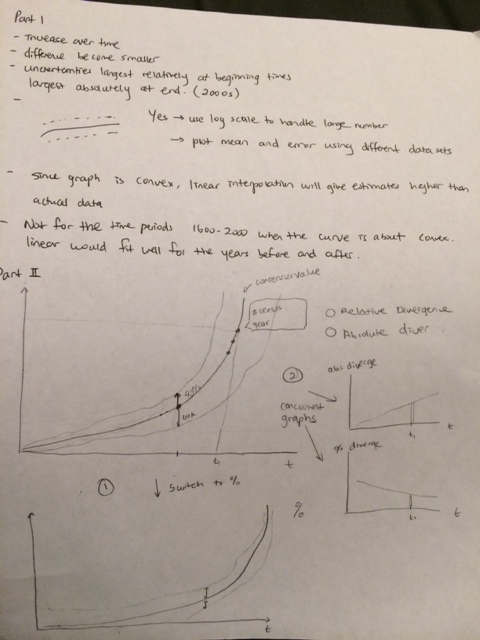 Part 1
- Increase over time
- difference become smaller
- uncertainties largest relatively at beginning times
largest absolutely at end. (2000s)
-
Yes → use log scale to handle large number
→ plot mean and error using different data sets
- Since graph is convex, linear interpolation will give estimates higher than
actual data
- Not for the time periods 1600-2000 when the curve is about convex.
linear would fit well for the years before and after.
Part II
consensus value
year
○ Relative Divergence
○ Absolute diver.
abs diverge
②
concurrent
graphs
t₁
t
% diverge
t₁
t
t₁
t
① ↓ Switch to %
%
t